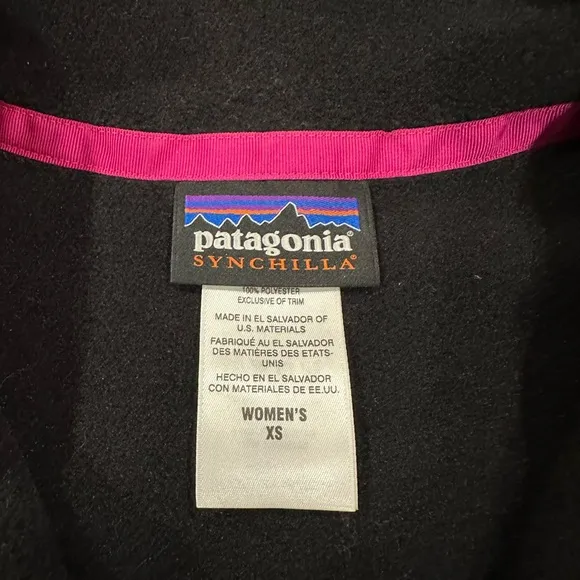 patagonia®
SYNCHILLA®
100% POLYESTER
EXCLUSIVE OF TRIM
MADE IN EL SALVADOR OF
U.S. MATERIALS
FABRIQUÉ AU EL SALVADOR
DES MATIÈRES DES ETATS-
UNIS
HECHO EN EL SALVADOR
CON MATERIALES DE EE.UU.
WOMEN'S
XS